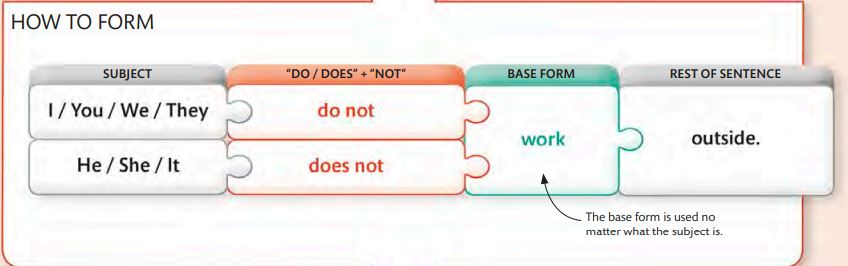 HOW TO FORM
SUBJECT
"DO / DOES" + "NOT"
BASE FORM
REST OF SENTENCE
I / You / We / They
do not
He / She / It
does not
work
outside.
The base form is used no
matter what the subject is.